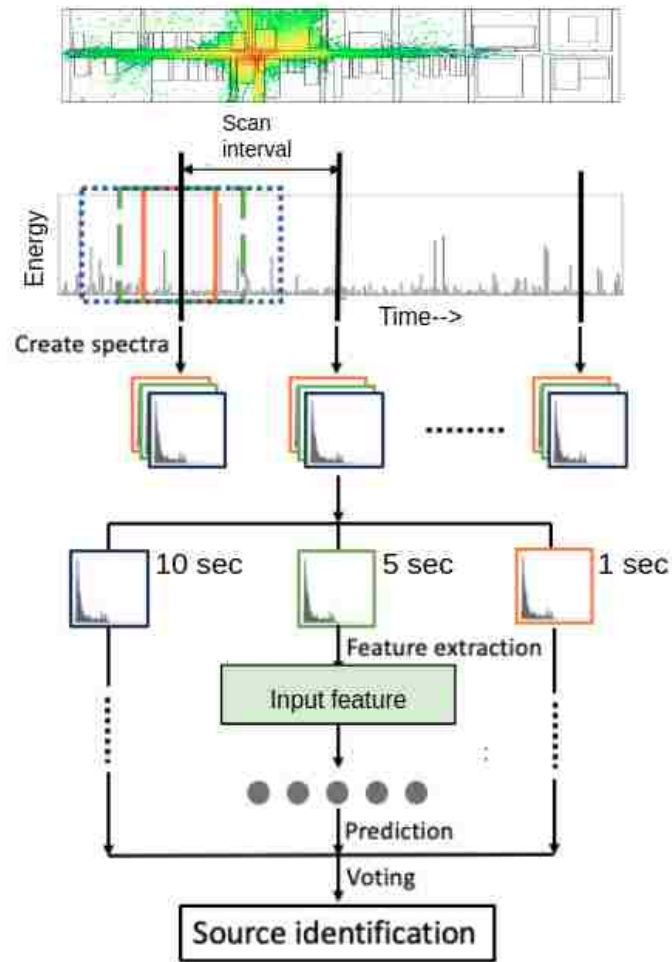 Scan
interval
Energy
Time-->
Create spectra
10 sec
5 sec
1 sec
Feature extraction
Input feature
Prediction
Voting
Source identification